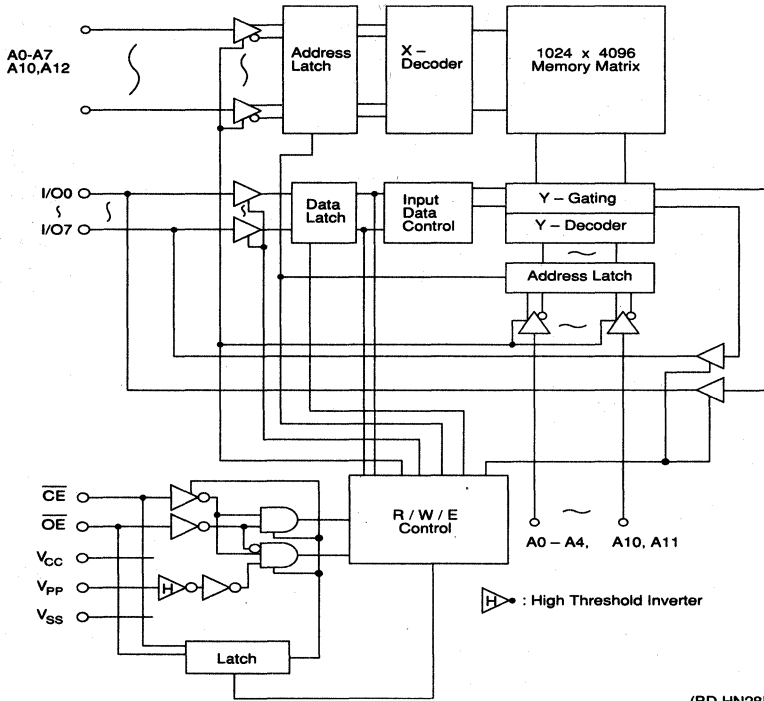 A0-A7
A10,A12
Address
Latch
X –
Decoder
1024 x 4096
Memory Matrix
I/O0
I/O7
Data
Latch
Input
Data
Control
Y – Gating
Y – Decoder
Address Latch
CE
OE
VCC
VPP
VSS
R / W / E
Control
A0 – A4, A10, A11
H
H : High Threshold Inverter
Latch